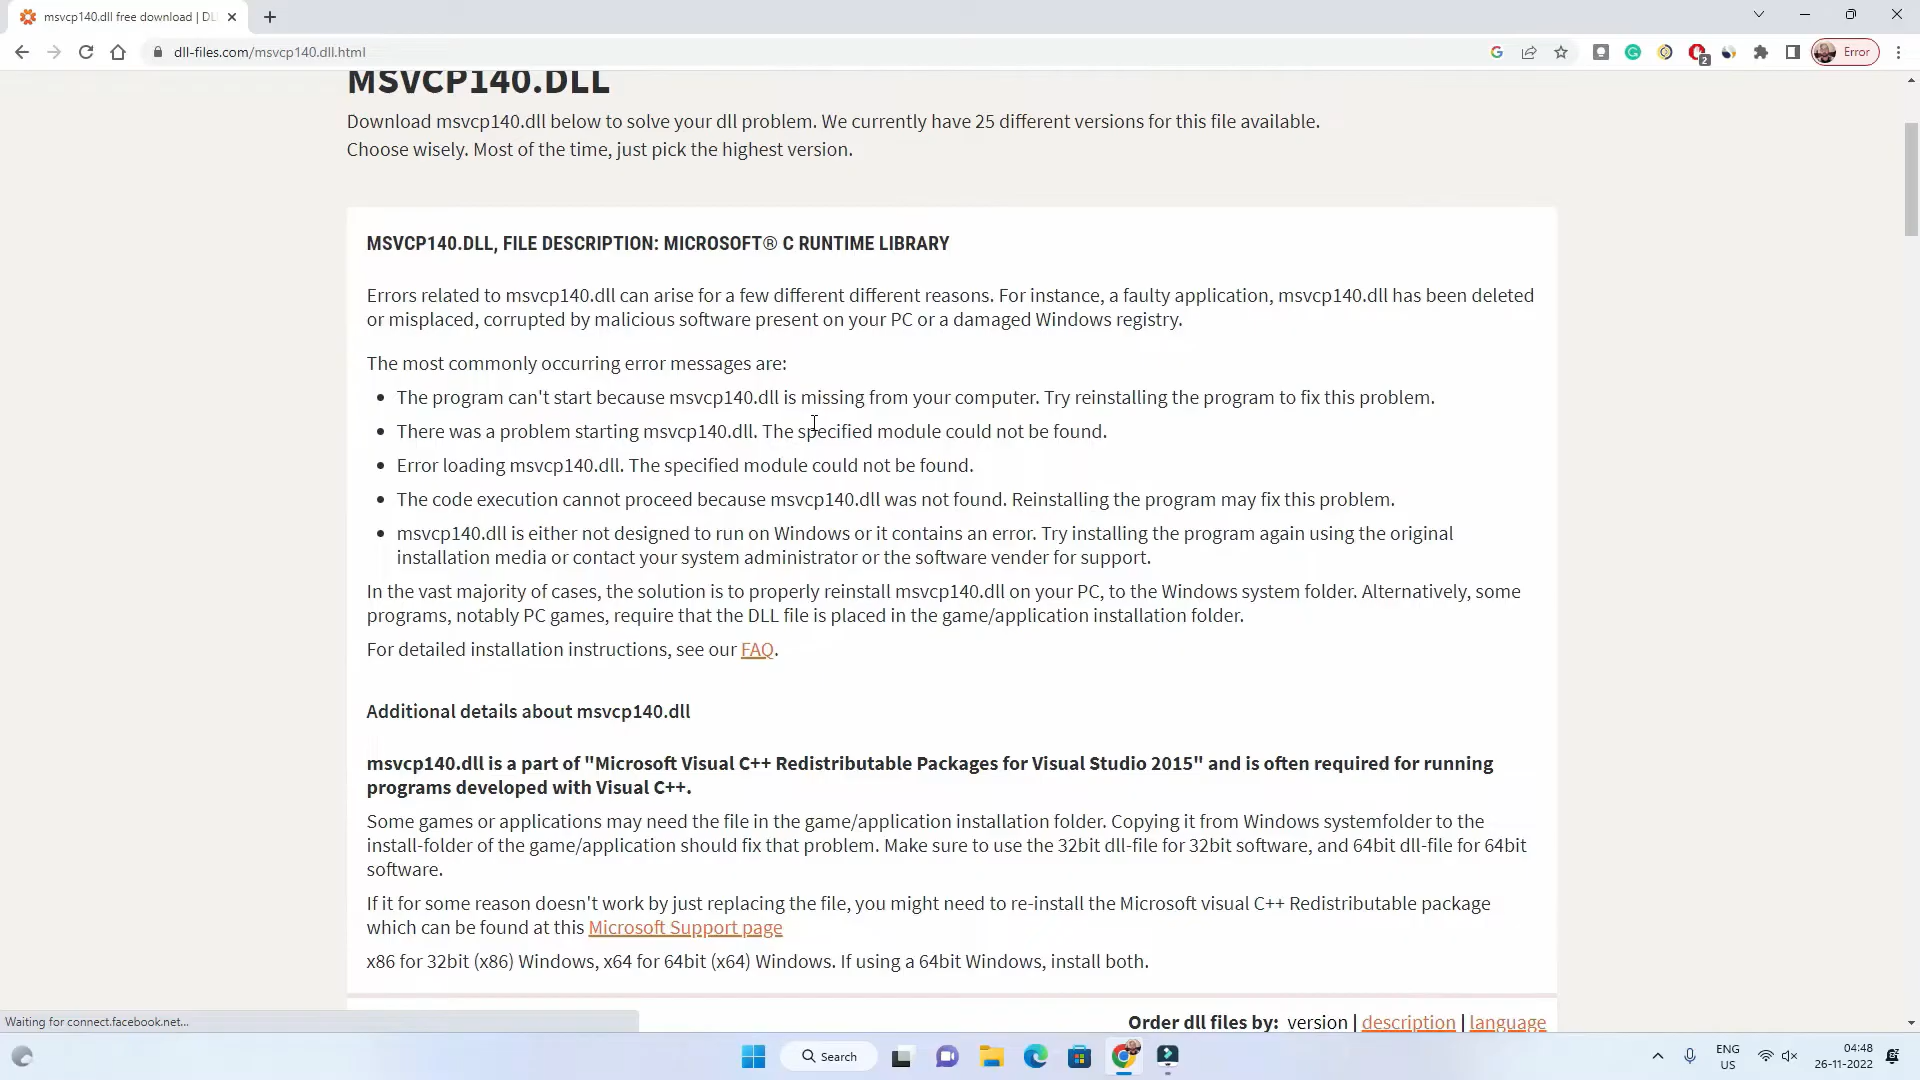 msvcp140.dll free download | DL
dll-files.com/msvcp140.dll.html
2
Error
MSVCP140.DLL
Download msvcp140.dll below to solve your dll problem. We currently have 25 different versions for this file available.
Choose wisely. Most of the time, just pick the highest version.
MSVCP140.DLL, FILE DESCRIPTION: MICROSOFT® C RUNTIME LIBRARY
Errors related to msvcp140.dll can arise for a few different different reasons. For instance, a faulty application, msvcp140.dll has been deleted
or misplaced, corrupted by malicious software present on your PC or a damaged Windows registry.
The most commonly occurring error messages are:
• The program can't start because msvcp140.dll is missing from your computer. Try reinstalling the program to fix this problem.
• There was a problem starting msvcp140.dll. The specified module could not be found.
• Error loading msvcp140.dll. The specified module could not be found.
• The code execution cannot proceed because msvcp140.dll was not found. Reinstalling the program may fix this problem.
• msvcp140.dll is either not designed to run on Windows or it contains an error. Try installing the program again using the original
installation media or contact your system administrator or the software vender for support.
In the vast majority of cases, the solution is to properly reinstall msvcp140.dll on your PC, to the Windows system folder. Alternatively, some
programs, notably PC games, require that the DLL file is placed in the game/application installation folder.
For detailed installation instructions, see our FAQ.
Additional details about msvcp140.dll
msvcp140.dll is a part of "Microsoft Visual C++ Redistributable Packages for Visual Studio 2015" and is often required for running
programs developed with Visual C++.
Some games or applications may need the file in the game/application installation folder. Copying it from Windows systemfolder to the
install-folder of the game/application should fix that problem. Make sure to use the 32bit dll-file for 32bit software, and 64bit dll-file for 64bit
software.
If it for some reason doesn't work by just replacing the file, you might need to re-install the Microsoft visual C++ Redistributable package
which can be found at this Microsoft Support page
x86 for 32bit (x86) Windows, x64 for 64bit (x64) Windows. If using a 64bit Windows, install both.
Order dll files by: version | description | language
Waiting for connect.facebook.net...
Search
ENG
US
04:48
26-11-2022